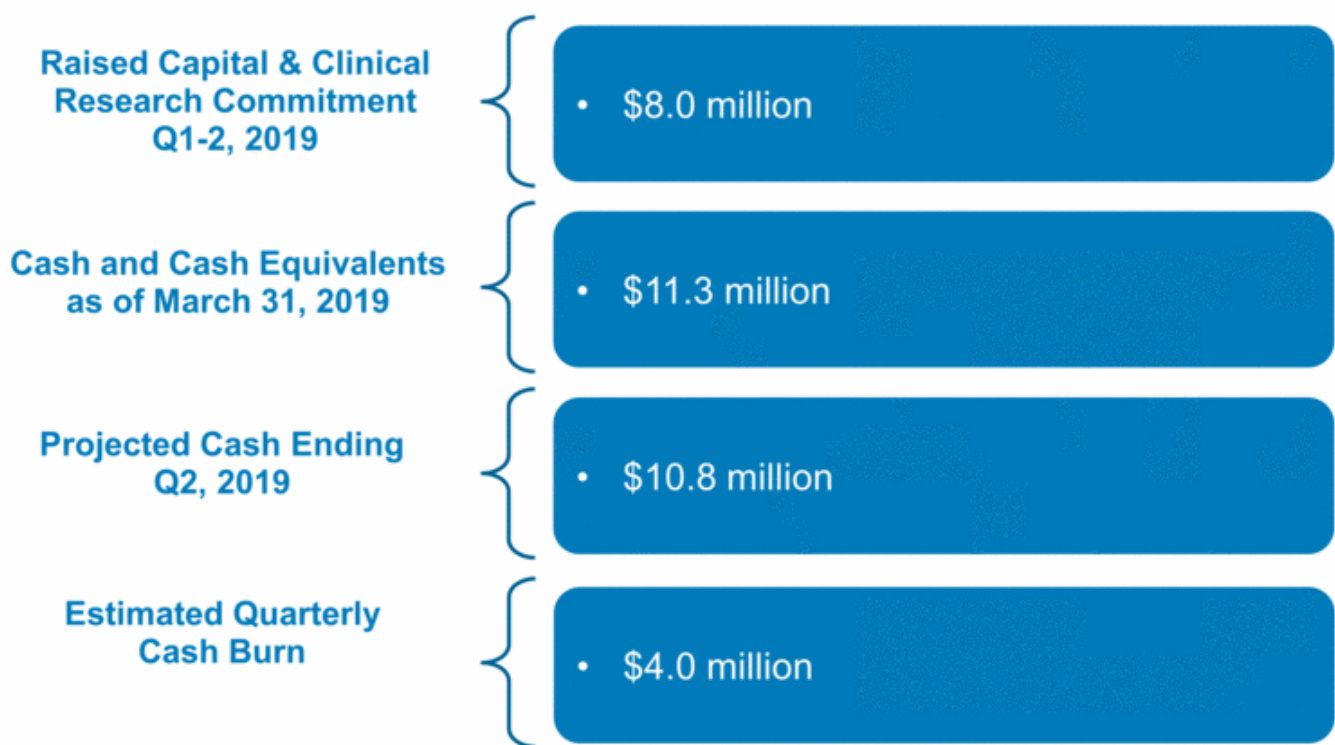 Raised Capital & Clinical
Research Commitment
Q1-2, 2019
• $8.0 million
Cash and Cash Equivalents
as of March 31, 2019
• $11.3 million
Projected Cash Ending
Q2, 2019
• $10.8 million
Estimated Quarterly
Cash Burn
• $4.0 million